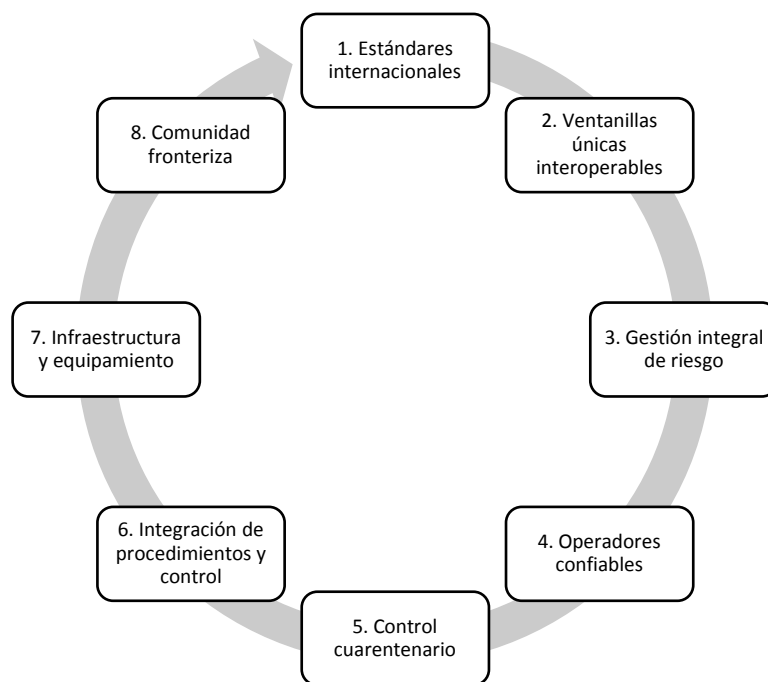 1. Estándares
internacionales
2. Ventanillas
únicas
interoperables
3. Gestión integral
de riesgo
4. Operadores
confiables
5. Control
cuarentenario
6. Integración de
procedimientos y
control
7. Infraestructura
y equipamiento
8. Comunidad
fronteriza